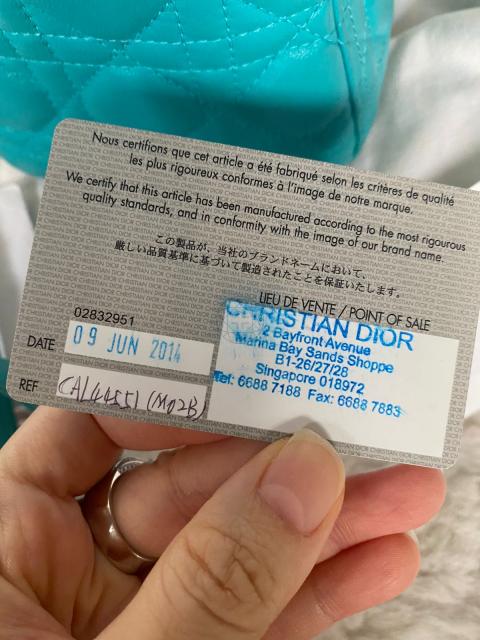 Nous certifions que cet article a été fabriqué selon les critères de qualité
les plus rigoureux conformes à l'image de notre marque.
We certify that this article has been manufactured according to the most rigourous
quality standards, and in conformity with the image of our brand name.
この製品が、当社のブランドネームにおいて、
厳しい品質基準に基づいて製造されたことを保証いたします。
LIEU DE VENTE / POINT OF SALE
CHRISTIAN DIOR
2 Bayfront Avenue
Marina Bay Sands Shoppe
B1-26/27/28
Singapore 018972
Tel: 6688 7188 Fax: 6688 7883
02832951
DATE 09 JUN 2014
REF CAL44551 (M02B)